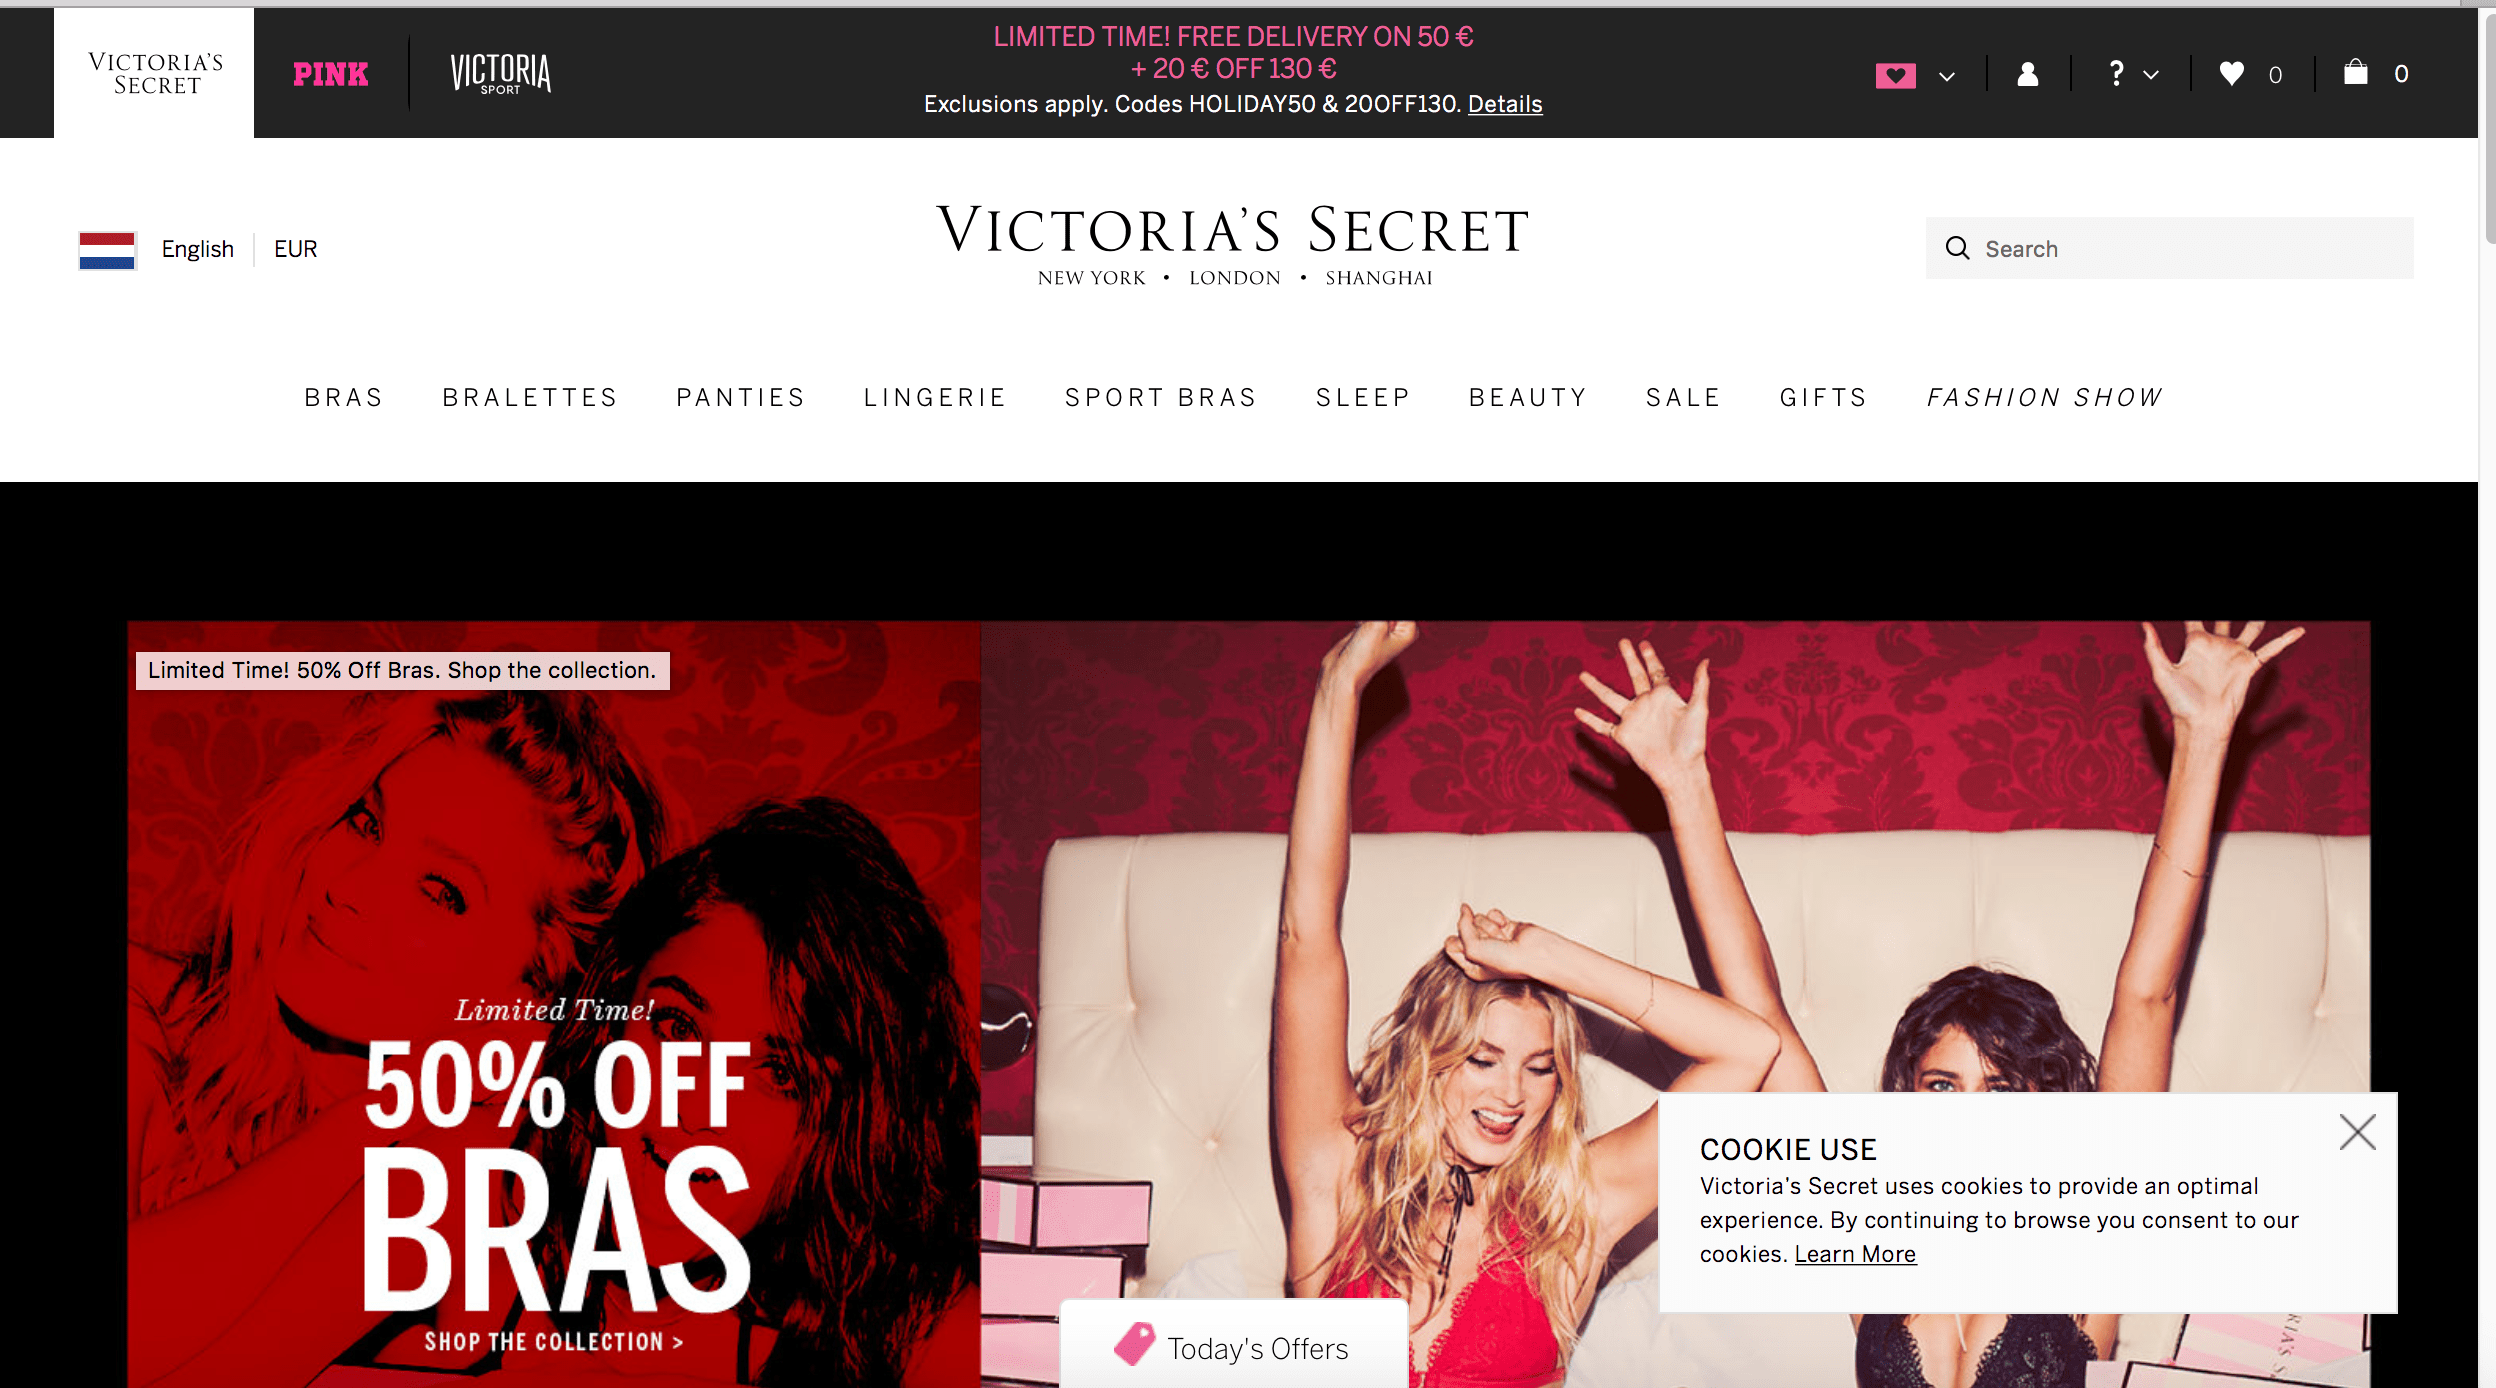 VICTORIA'S
SECRET
PINK
VICTORIA
SPORT
LIMITED TIME! FREE DELIVERY ON 50 €
+ 20 € OFF 130 €
Exclusions apply. Codes HOLIDAY50 & 20OFF130. Details
?
0
0
English
EUR
VICTORIA'S SECRET
NEW YORK • LONDON • SHANGHAI
Search
BRAS BRALETTES PANTIES LINGERIE SPORT BRAS SLEEP BEAUTY SALE GIFTS FASHION SHOW
Limited Time! 50% Off Bras. Shop the collection.
Limited Time!
50% OFF
BRAS
SHOP THE COLLECTION >
COOKIE USE
Victoria's Secret uses cookies to provide an optimal
experience. By continuing to browse you consent to our
cookies. Learn More
Today's Offers